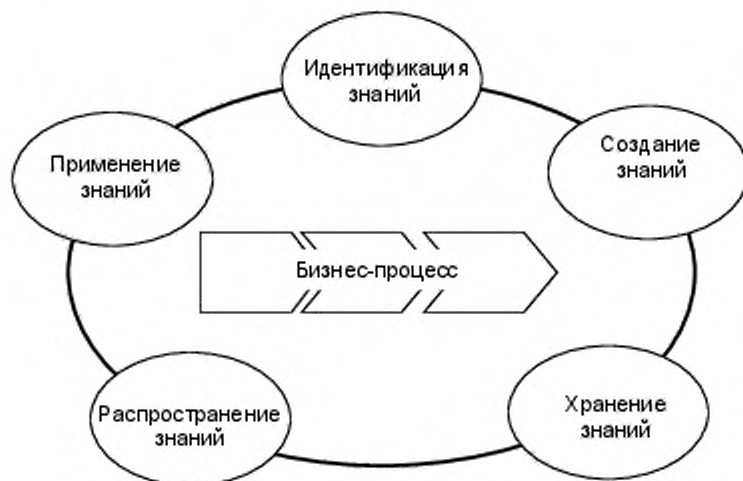 Идентификация
знаний
Создание
знаний
Применение
знаний
Бизнес-процесс
Хранение
знаний
Распространение
знаний